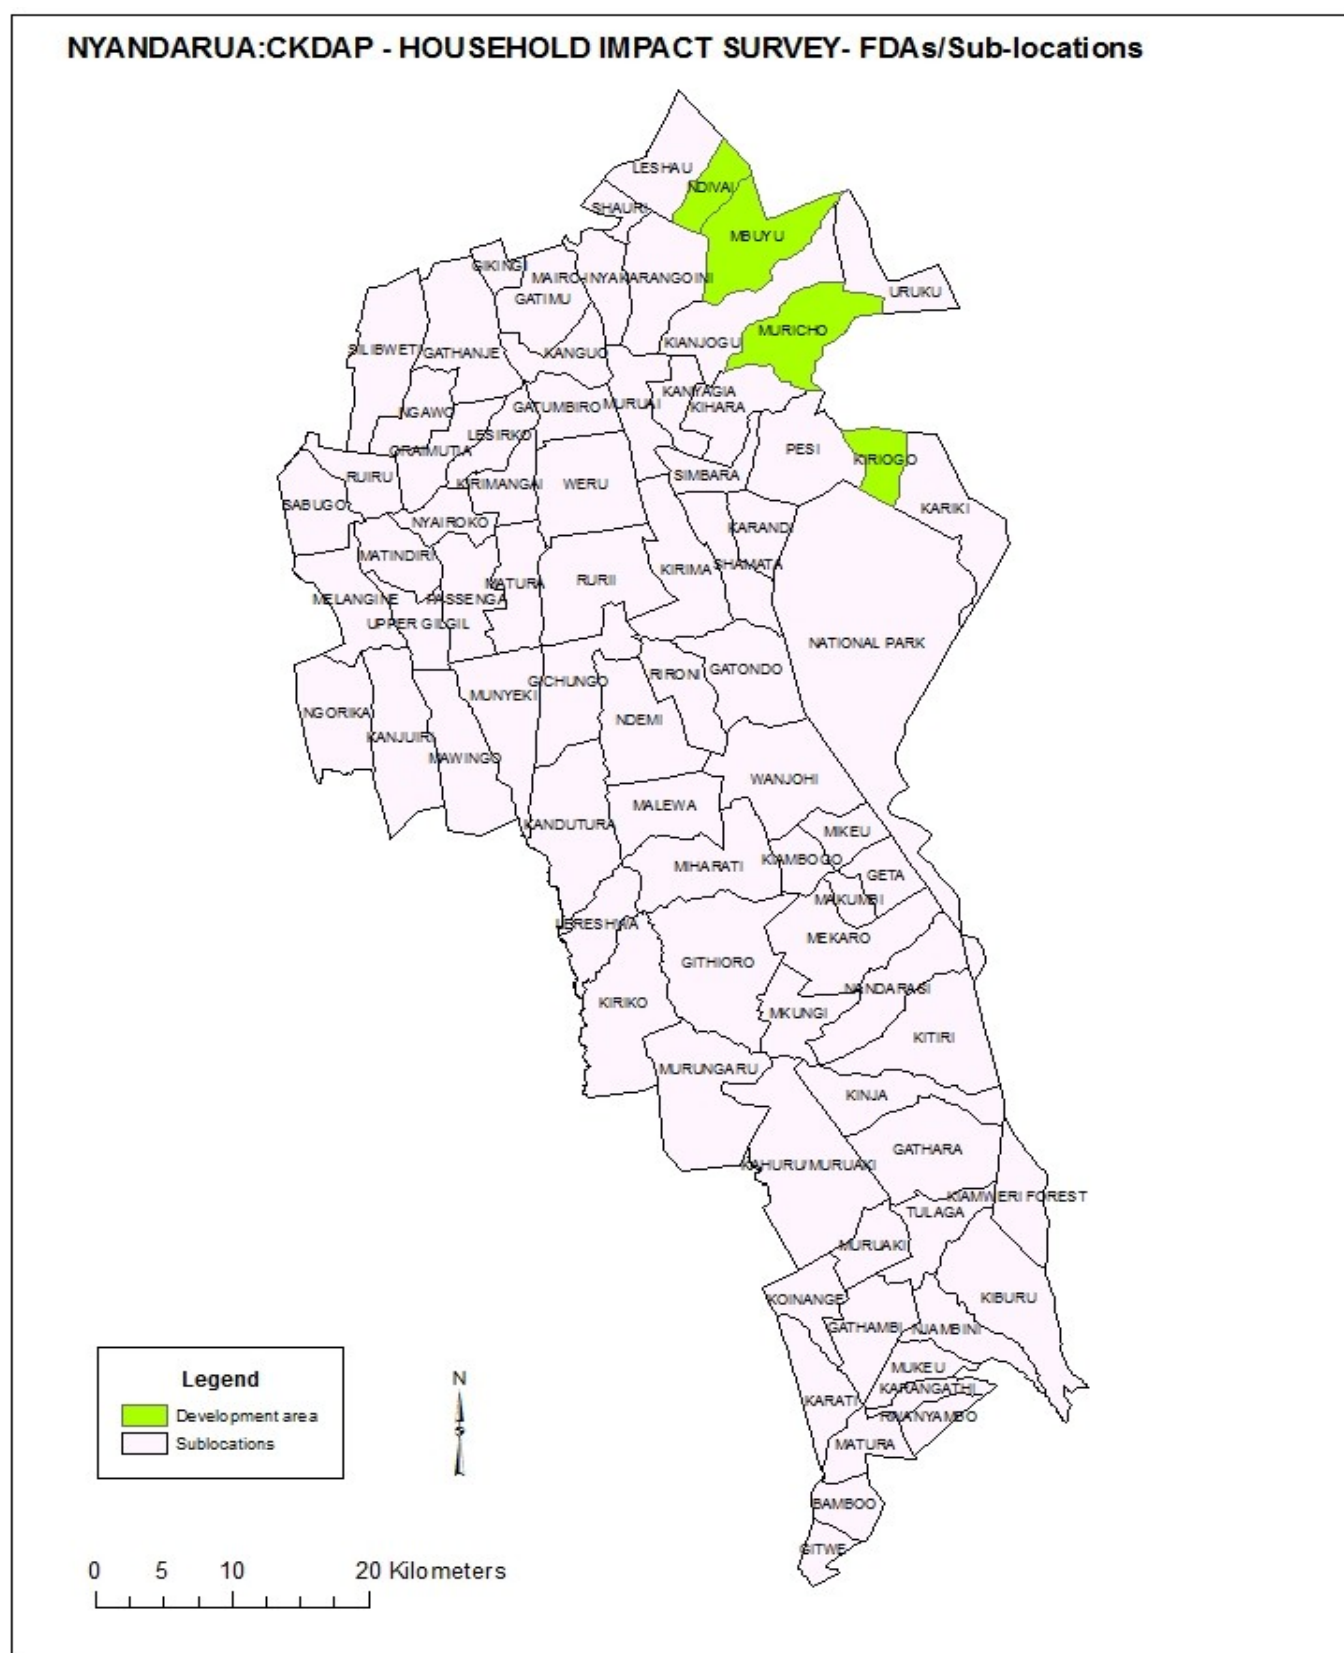 NYANDARUA:CKDAP - HOUSEHOLD IMPACT SURVEY- FDAs/Sub-locations
LESHAU
NDIVAI
SHAURI
MBUYU
GIKINGI
MAIRO-INYA
KARANGOINI
GATIMU
URUKU
MURICHO
KIANJOGU
SILIBWETI
GATHANJE
KANGUO
KANYAGIA
MURUAI
GATUMBIRO
KIHARA
NGAWO
LESIRKO
ORAIMUTIA
PESI
KIRIOGO
RUIRU
SIMBARA
KIRIMANGAI
WERU
SABUGO
KARIKI
NYAIROKO
KARANDI
MATINDIRI
SHAMATA
KIRIMA
RURII
MATURA
MELANGINE
PASSENGA
UPPER GILGIL
NATIONAL PARK
GATONDO
RIRONI
GICHUNGO
MUNYEKI
NGORIKA
NDEMI
KANJUIRI
MAWINGO
WANJOHI
MALEWA
KANDUTURA
MIKEU
KIAMBOGO
MIHARATI
GETA
MAKUMBI
LERESHWA
MEKARO
GITHIORO
NANDARASI
KIRIKO
MKUNGI
KITIRI
MURUNGARU
KINJA
GATHARA
KAHURU/MURUAKI
KIAMWERI FOREST
TULAGA
MURUAKI
KOINANGE
KIBURU
GATHAMBI
NJAMBINI
MUKEU
KARANGATHI
KARATI
RWANYAMBO
MATURA
BAMBOO
GITWE
Legend
Development area
Sublocations
N
0 5 10 20 Kilometers